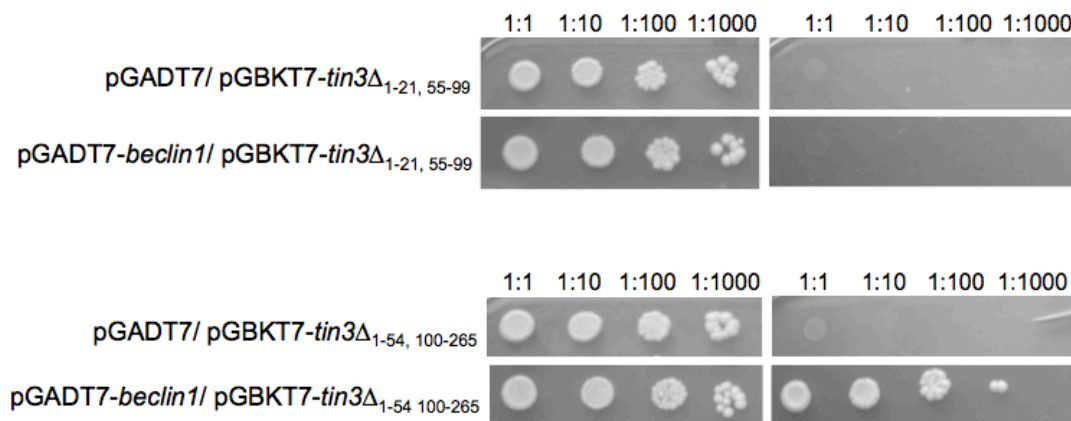 1:1 1:10 1:100 1:1000 1:1 1:10 1:100 1:1000
pGADT7/ pGBKT7-tin3Δ1-21, 55-99
pGADT7-beclin1/ pGBKT7-tin3Δ1-21, 55-99
1:1 1:10 1:100 1:1000 1:1 1:10 1:100 1:1000
pGADT7/ pGBKT7-tin3Δ1-54, 100-265
pGADT7-beclin1/ pGBKT7-tin3Δ1-54 100-265